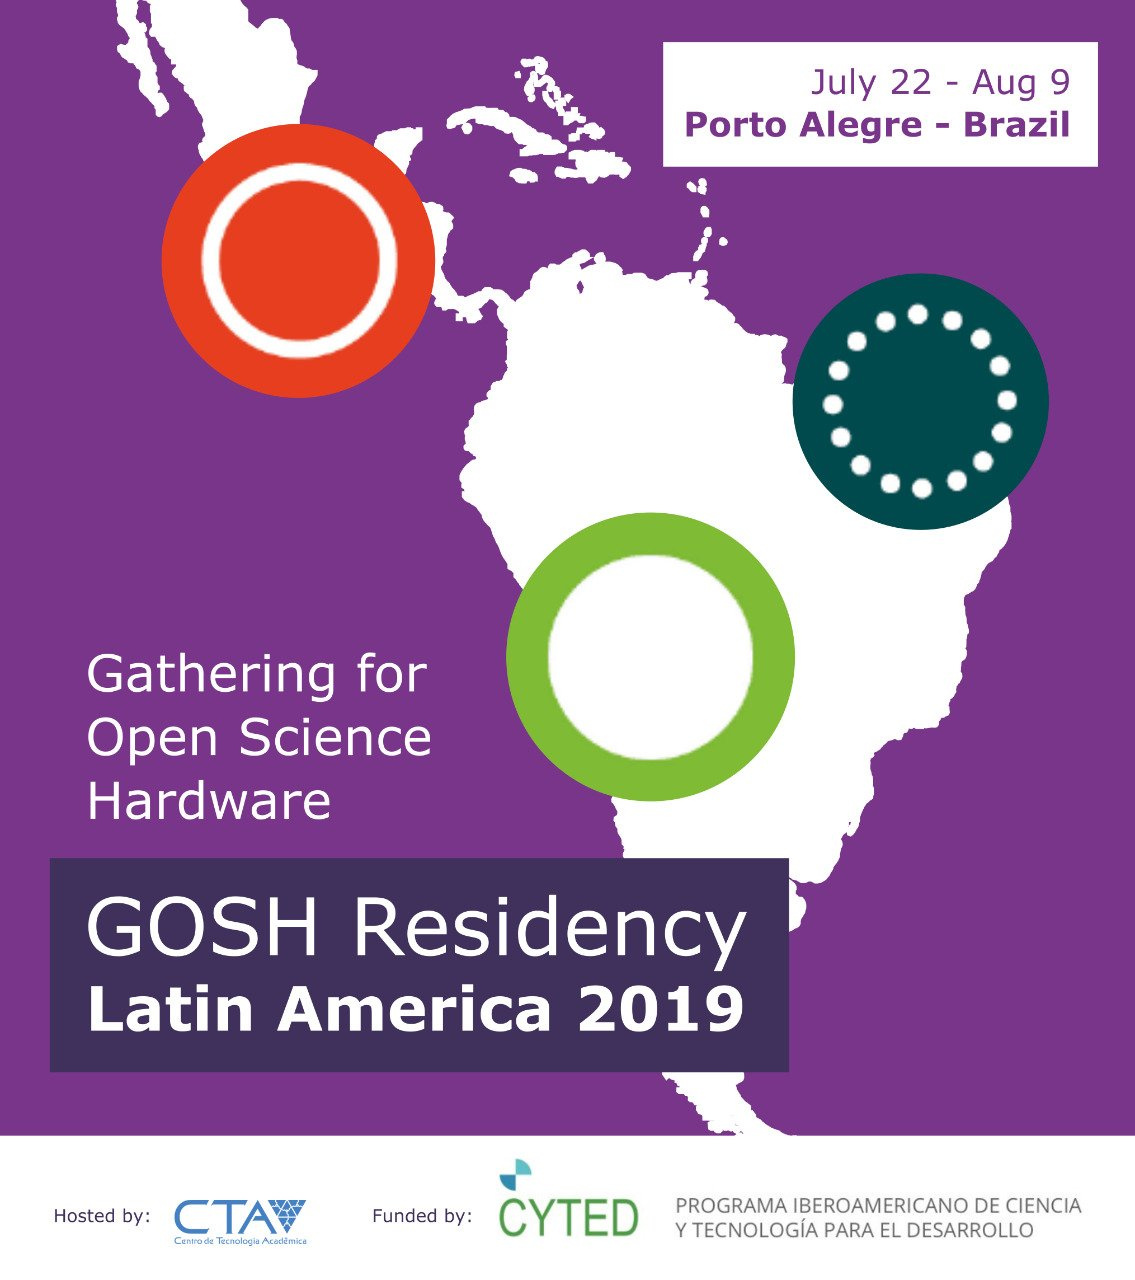 July 22 - Aug 9
Porto Alegre - Brazil
Gathering for
Open Science
Hardware
GOSH Residency
Latin America 2019
Hosted by:
CTA
Centro de Tecnologia Acadêmica
Funded by:
CYTED
PROGRAMA IBEROAMERICANO DE CIENCIA
Y TECNOLOGÍA PARA EL DESARROLLO